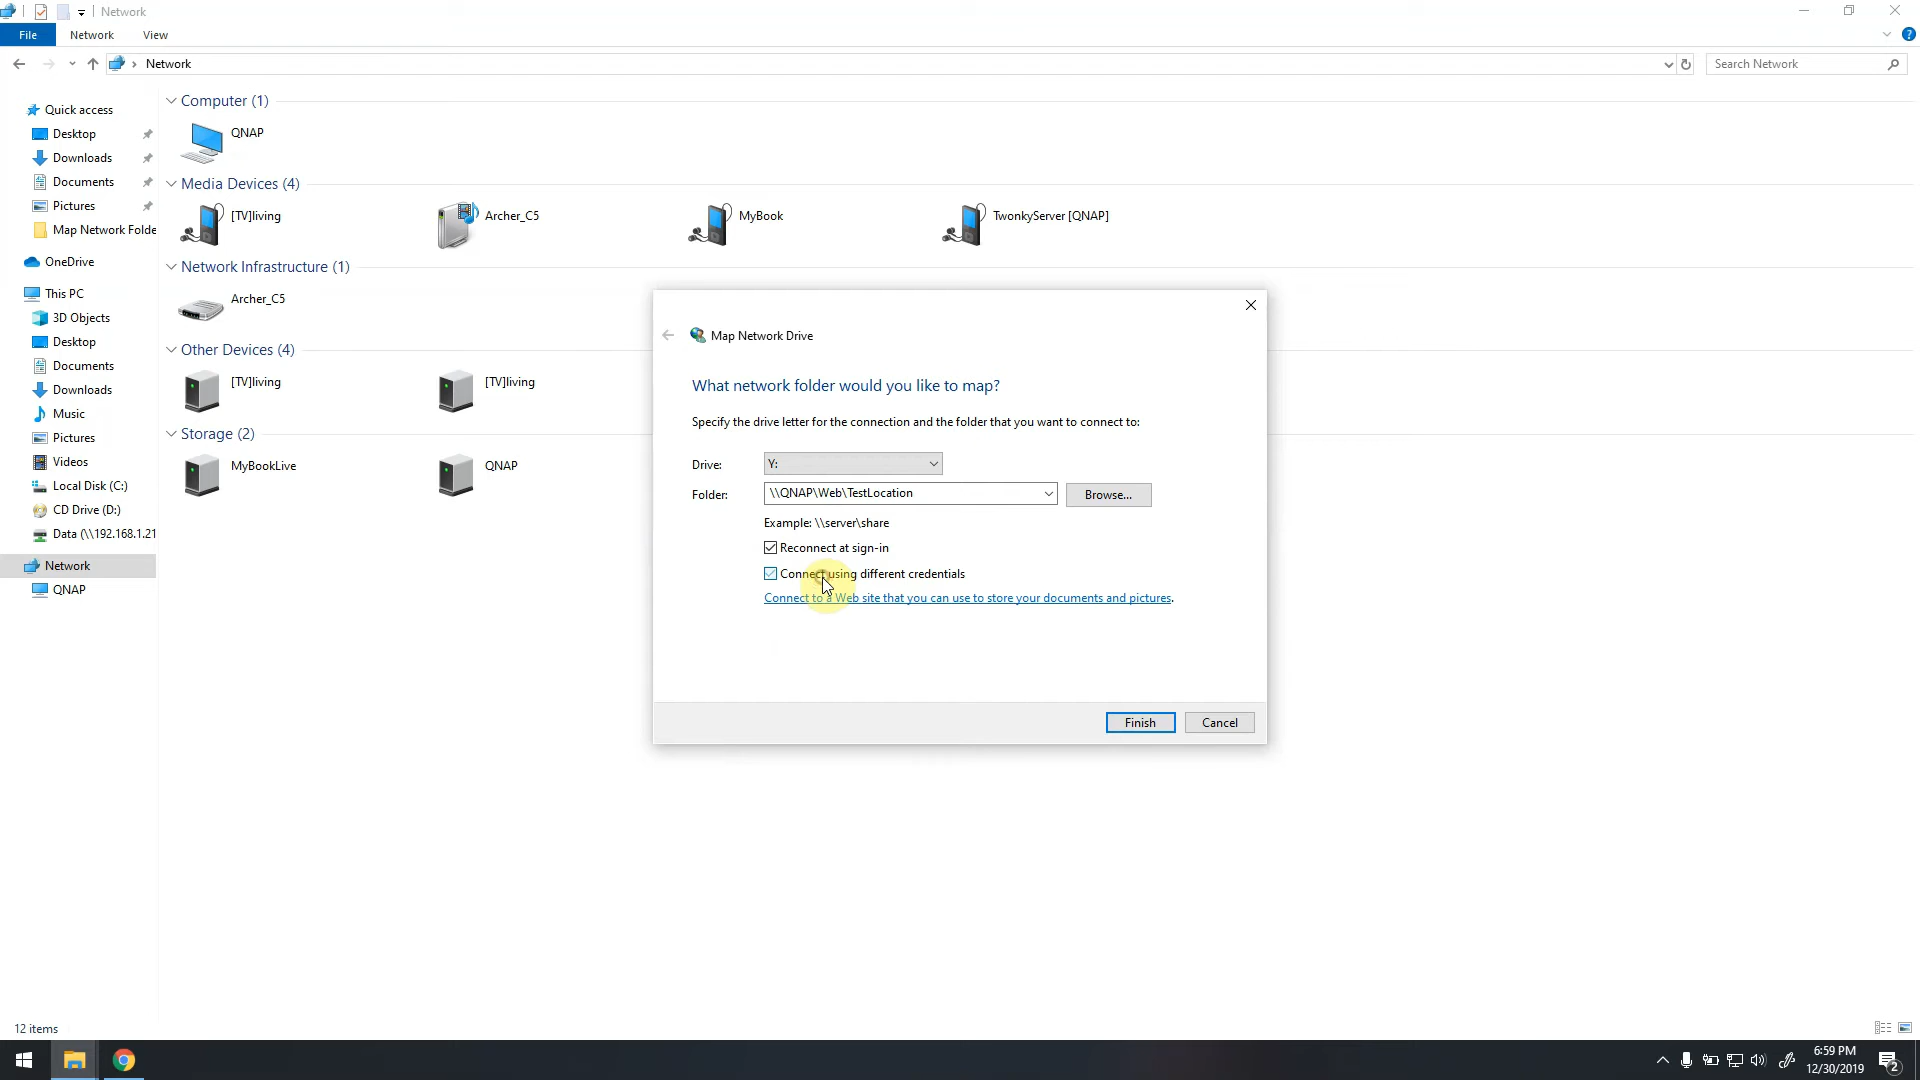 Network
File
Network
View
Network
Search Network
Quick access
Desktop
Downloads
Documents
Pictures
Map Network Folde
OneDrive
This PC
3D Objects
Desktop
Documents
Downloads
Music
Pictures
Videos
Local Disk (C:)
CD Drive (D:)
Data (\\192.168.1.21
Network
QNAP
Computer (1)
QNAP
Media Devices (4)
[TV]living
Archer_C5
MyBook
TwonkyServer [QNAP]
Network Infrastructure (1)
Archer_C5
Other Devices (4)
[TV]living
[TV]living
Storage (2)
MyBookLive
QNAP
Map Network Drive
What network folder would you like to map?
Specify the drive letter for the connection and the folder that you want to connect to:
Drive:
Y:
Folder:
\\QNAP\Web\TestLocation
Browse...
Example: \\server\share
Reconnect at sign-in
Connect using different credentials
Connect to a Web site that you can use to store your documents and pictures.
Finish
Cancel
12 items
6:59 PM
12/30/2019
2